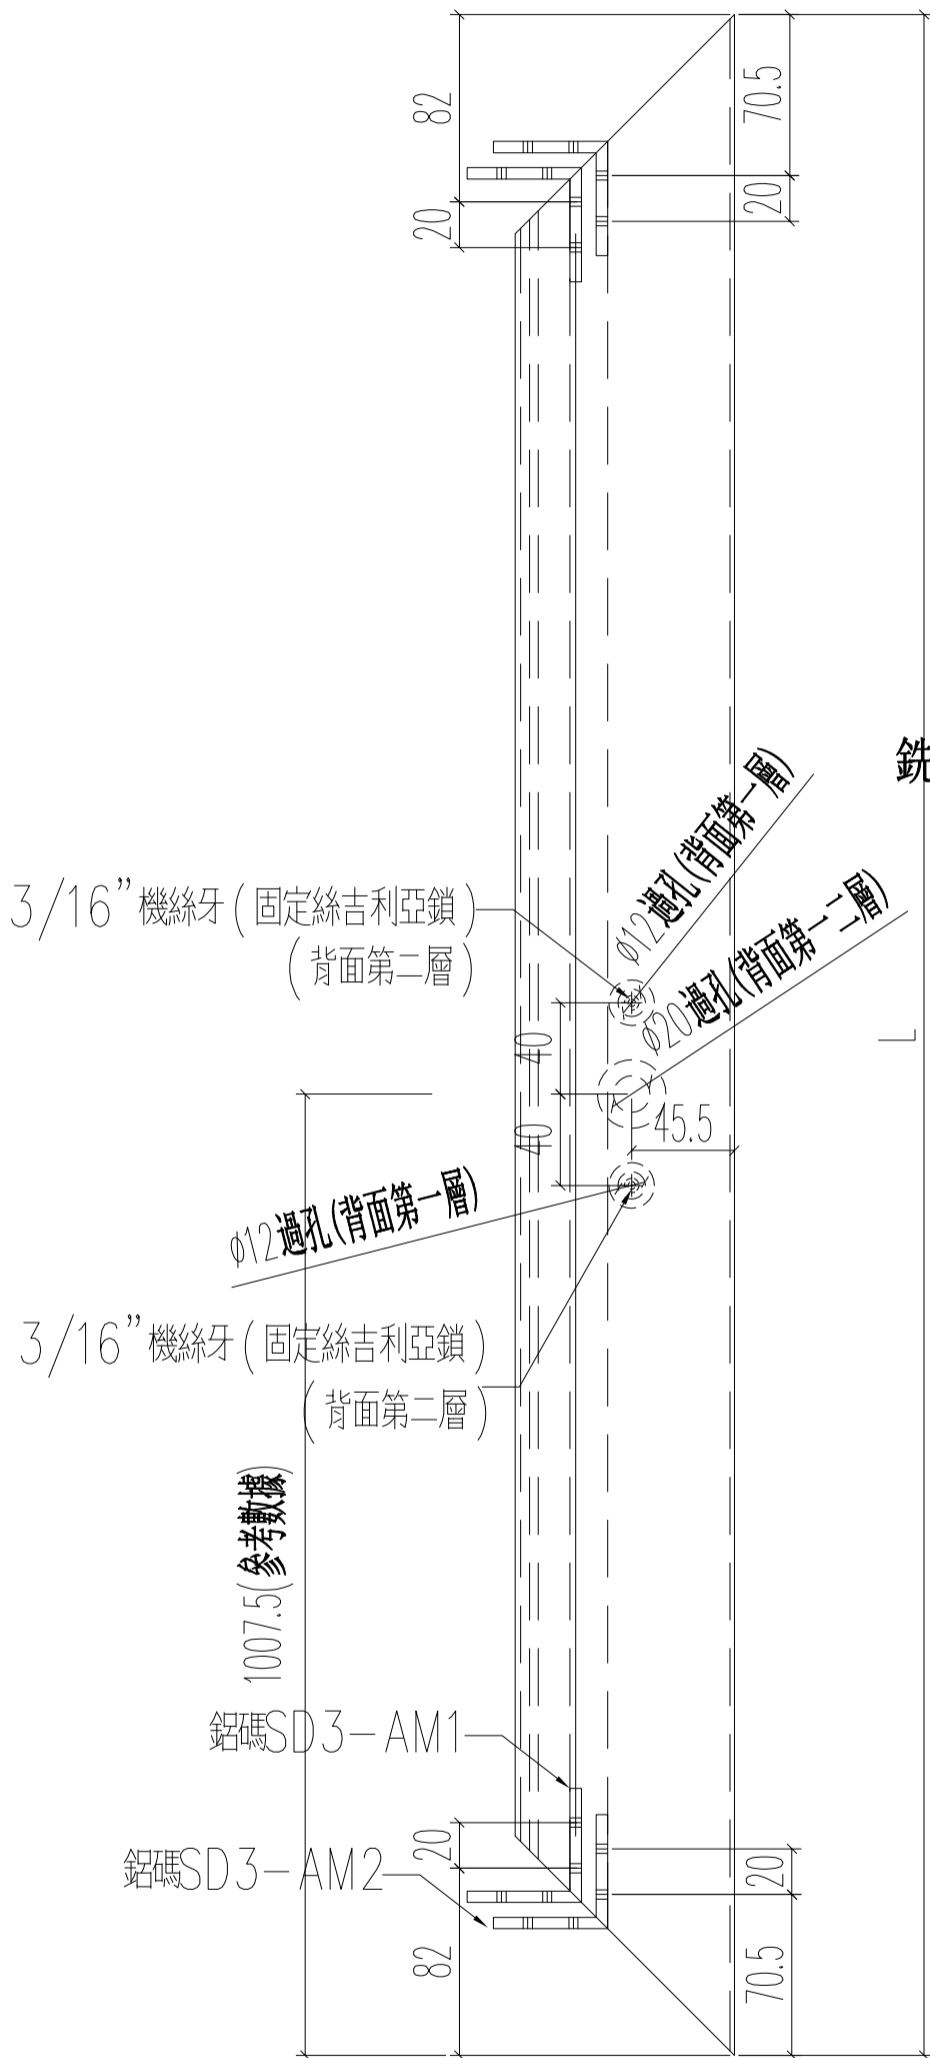 82
70.5
20
20
銑
3/16”機絲牙(固定絲吉利亞鎖)
(背面第二層)
ø12過孔(背面第一層)
ø20過孔(背面第一二層)
40
40
45.5
L
ø12過孔(背面第一層)
3/16”機絲牙(固定絲吉利亞鎖)
(背面第二層)
1007.5(參考數據)
鋁碼SD3-AM1
鋁碼SD3-AM2
20
20
82
70.5